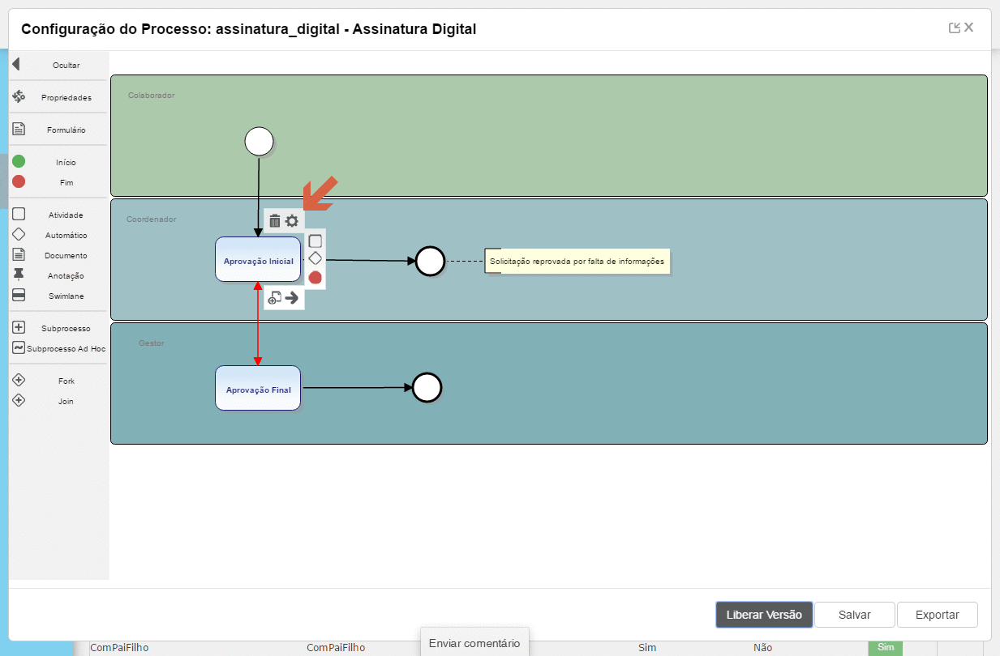 Configuração do Processo: assinatura_digital - Assinatura Digital
Ocultar
Propriedades
Formulário
Início
Fim
Atividade
Automático
Documento
Anotação
Swimlane
Subprocesso
Subprocesso Ad Hoc
Fork
Join
Colaborador
Coordenador
Aprovação Inicial
Solicitação reprovada por falta de informações
Gestor
Aprovação Final
Liberar Versão
Salvar
Exportar
Enviar comentário
ComPaiFilho
ComPaiFilho
Sim
Não
Sim